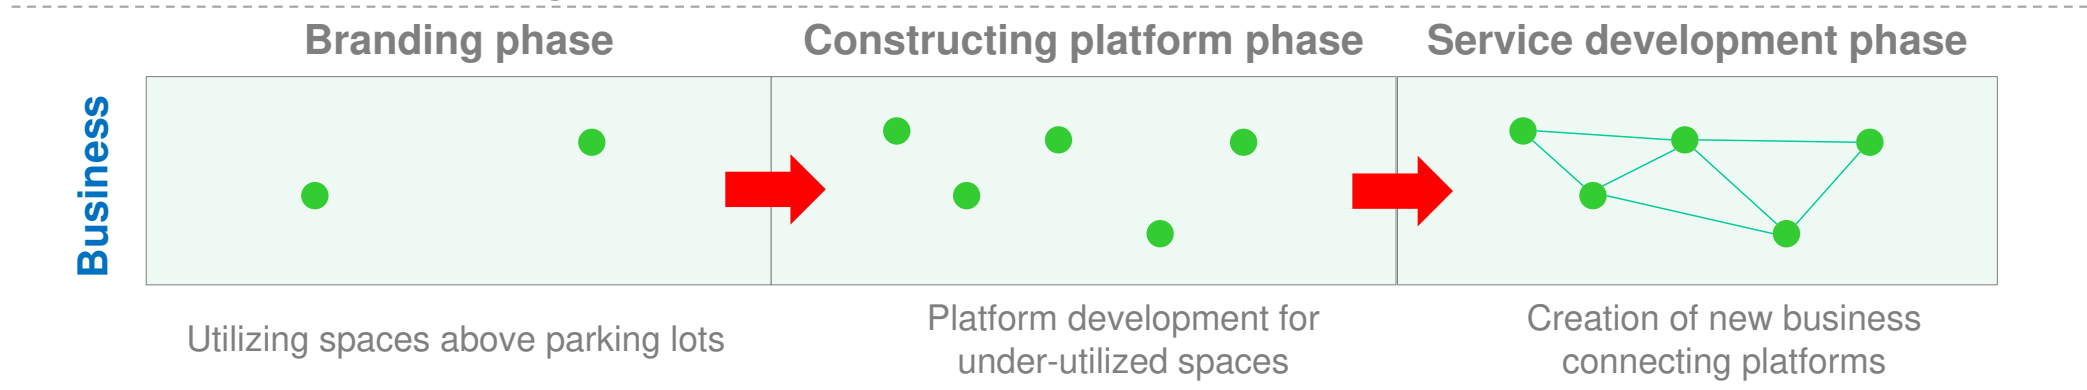 Branding phase
Constructing platform phase
Service development phase
Business
Utilizing spaces above parking lots
Platform development for
under-utilized spaces
Creation of new business
connecting platforms